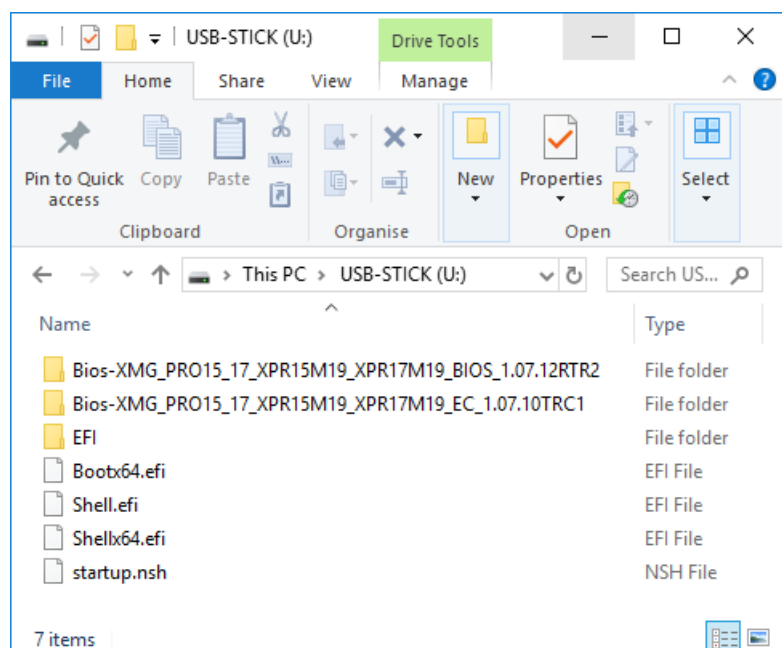 USB-STICK (U:)
Drive Tools
File
Home
Share
View
Manage
Pin to Quick access
Copy
Paste
New
Properties
Select
Clipboard
Organise
Open
This PC > USB-STICK (U:)
Search US...
Name
Type
Bios-XMG_PRO15_17_XPR15M19_XPR17M19_BIOS_1.07.12RTR2 File folder
Bios-XMG_PRO15_17_XPR15M19_XPR17M19_EC_1.07.10TRC1 File folder
EFI File folder
Bootx64.efi EFI File
Shell.efi EFI File
Shellx64.efi EFI File
startup.nsh NSH File
7 items